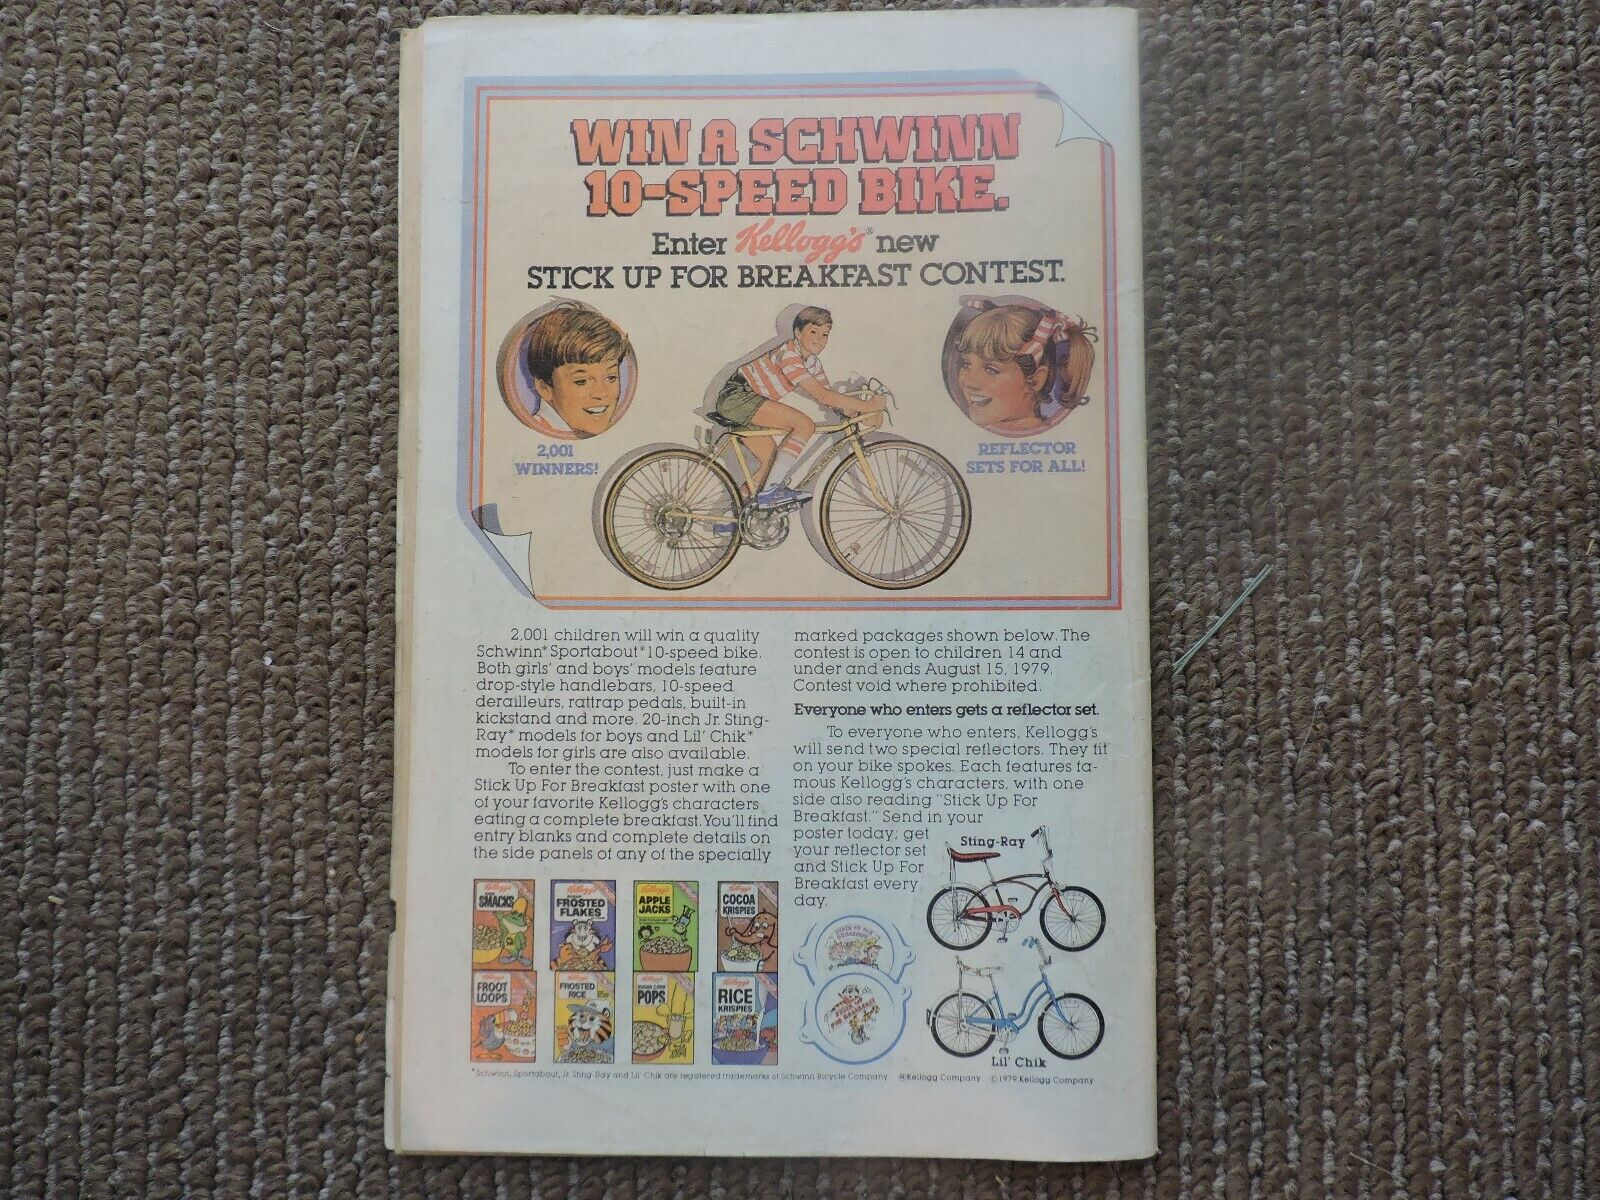 WIN A SCHWINN
10-SPEED BIKE.
Enter Kellogg's® new
STICK UP FOR BREAKFAST CONTEST.
2,001
WINNERS!
REFLECTOR
SETS FOR ALL!
2,001 children will win a quality
Schwinn* Sportabout* 10-speed bike.
Both girls' and boys' models feature
drop-style handlebars, 10-speed
derailleurs, rattrap pedals, built-in
kickstand and more. 20-inch Jr. Sting-
Ray* models for boys and Lil' Chik*
models for girls are also available.
To enter the contest, just make a
Stick Up For Breakfast poster with one
of your favorite Kellogg's characters
eating a complete breakfast. You'll find
entry blanks and complete details on
the side panels of any of the specially
marked packages shown below. The
contest is open to children 14 and
under and ends August 15, 1979.
Contest void where prohibited.
Everyone who enters gets a reflector set.
To everyone who enters, Kellogg's
will send two special reflectors. They fit
on your bike spokes. Each features fa-
mous Kellogg's characters, with one
side also reading "Stick Up For
Breakfast." Send in your
poster today; get
your reflector set
and Stick Up For
Breakfast every
day.
Sting-Ray
Lil' Chik
Kellogg's
SMACKS
Kellogg's
FROSTED
FLAKES
Kellogg's
APPLE
JACKS
Kellogg's
COCOA
KRISPIES
Kellogg's
FROOT
LOOPS
Kellogg's
FROSTED
RICE
SUGAR CORN
POPS
Kellogg's
RICE
KRISPIES
*Schwinn, Sportabout, Jr. Sting-Ray and Lil' Chik are registered trademarks of Schwinn Bicycle Company. ®Kellogg Company ©1979 Kellogg Company